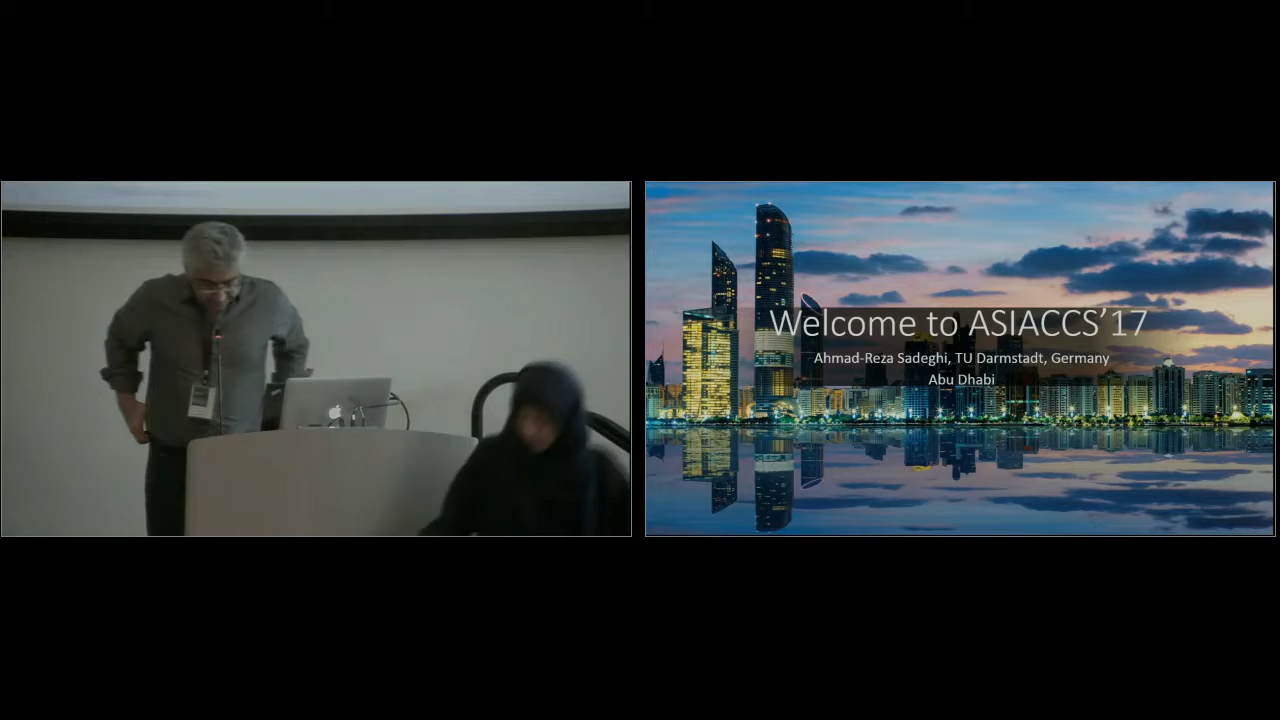 Welcome to ASIACCS’17
Ahmad-Reza Sadeghi, TU Darmstadt, Germany
Abu Dhabi